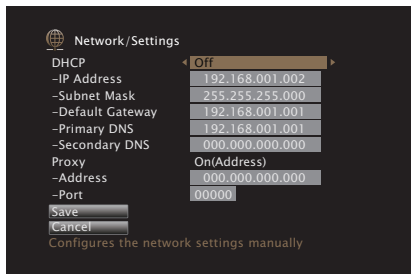 Network/Settings
DHCP Off
-IP Address 192.168.001.002
-Subnet Mask 255.255.255.000
-Default Gateway 192.168.001.001
-Primary DNS 192.168.001.001
-Secondary DNS 000.000.000.000
Proxy On(Address)
-Address 000.000.000.000
-Port 00000
Save
Cancel
Configures the network settings manually